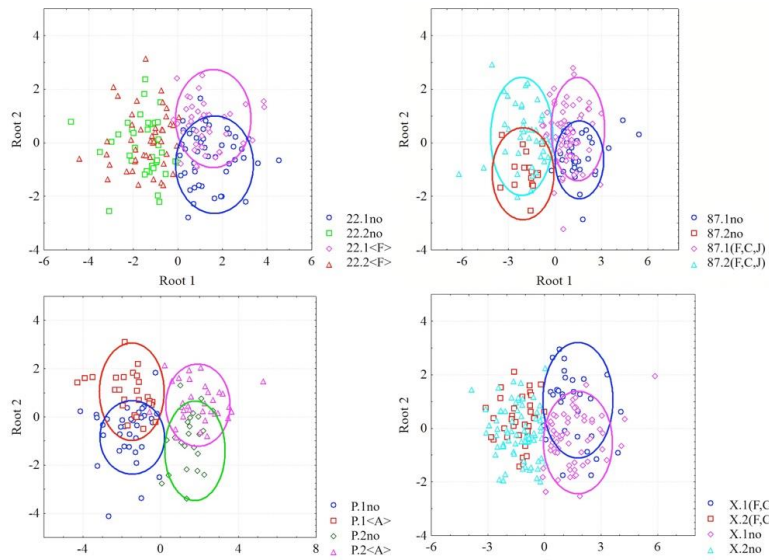 4
2
0
-2
-4
-6
-4
-2
0
2
4
6
Root 2
Root 1
22.1no
22.2no
22.1<F>
22.2<F>
4
2
0
-2
-4
-6
-3
0
3
6
Root 2
Root 1
87.1no
87.2no
87.1(F,C,J)
87.2(F,C,J)
4
2
0
-2
-4
-4
0
4
8
Root 2
P.1no
P.1<A>
P.2no
P.2<A>
4
2
0
-2
-4
-6
-3
0
3
6
Root 2
X.1(F,C
X.2(F,C
X.1no
X.2no